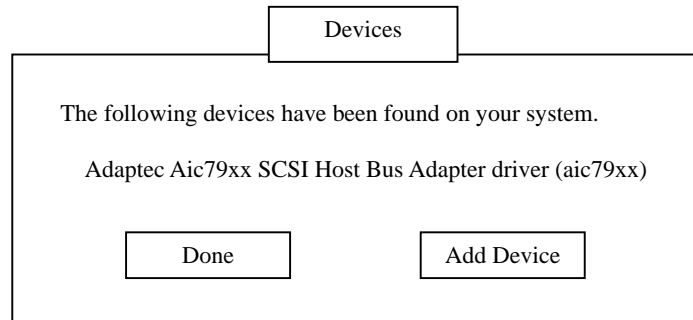 Devices
The following devices have been found on your system.
Adaptec Aic79xx SCSI Host Bus Adapter driver (aic79xx)
Done
Add Device